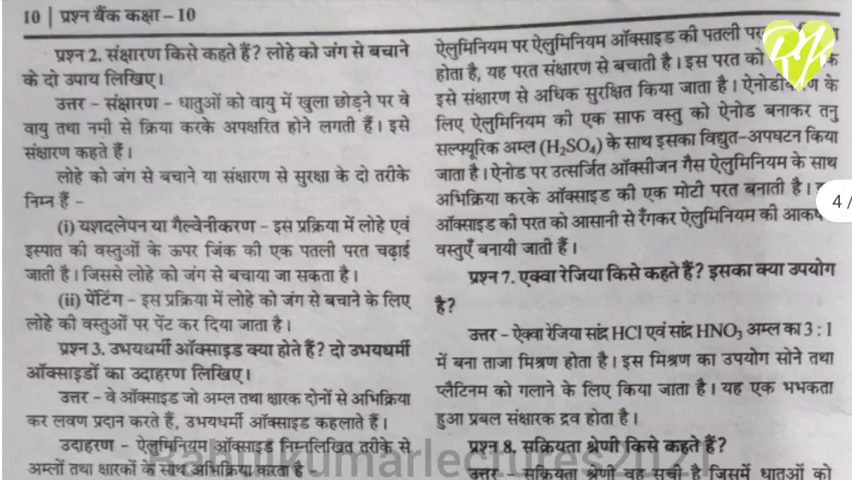 10 | प्रश्न बैंक कक्षा – 10
प्रश्न 2. संक्षारण किसे कहते हैं? लोहे को जंग से बचाने
के दो उपाय लिखिए।
उत्तर – संक्षारण – धातुओं को वायु में खुला छोड़ने पर वे
वायु तथा नमी से क्रिया करके अपक्षरित होने लगती हैं। इसे
संक्षारण कहते हैं।
लोहे को जंग से बचाने या संक्षारण से सुरक्षा के दो तरीके
निम्न हैं –
(i) यशदलेपन या गैल्वेनीकरण – इस प्रक्रिया में लोहे एवं
इस्पात की वस्तुओं के ऊपर जिंक की एक पतली परत चढ़ाई
जाती है। जिससे लोहे को जंग से बचाया जा सकता है।
(ii) पेंटिंग – इस प्रक्रिया में लोहे को जंग से बचाने के लिए
लोहे की वस्तुओं पर पेंट कर दिया जाता है।
प्रश्न 3. उभयधर्मी ऑक्साइड क्या होते हैं? दो उभयधर्मी
ऑक्साइडों का उदाहरण लिखिए।
उत्तर – वे ऑक्साइड जो अम्ल तथा क्षारक दोनों से अभिक्रिया
कर लवण प्रदान करते हैं, उभयधर्मी ऑक्साइड कहलाते हैं।
उदाहरण – ऐलुमिनियम ऑक्साइड निम्नलिखित तरीके से
अम्लों तथा क्षारकों के साथ अभिक्रिया करता है –
ऐलुमिनियम पर ऐलुमिनियम ऑक्साइड की पतली
होता है, यह परत संक्षारण से बचाती है। इस परत को
इसे संक्षारण से अधिक सुरक्षित किया जाता है। के
लिए ऐलुमिनियम की एक साफ वस्तु को ऐनोड बनाकर तनु
सल्फ्यूरिक अम्ल (H₂SO₄) के साथ इसका विद्युत–अपघटन किया
जाता है। ऐनोड पर उत्सर्जित ऑक्सीजन गैस ऐलुमिनियम के साथ
अभिक्रिया करके ऑक्साइड की एक मोटी परत बनाती है।
ऑक्साइड की परत को आसानी से रँगकर ऐलुमिनियम की
वस्तुएँ बनायी जाती हैं।
प्रश्न 7. एक्वा रेजिया किसे कहते हैं? इसका क्या उपयोग
है?
उत्तर – ऐक्वा रेजिया सांद्र HCl एवं सांद्र HNO₃ अम्ल का 3 : 1
में बना ताजा मिश्रण होता है। इस मिश्रण का उपयोग सोने तथा
प्लैटिनम को गलाने के लिए किया जाता है। यह एक भभकता
हुआ प्रबल संक्षारक द्रव होता है।
प्रश्न 8. सक्रियता श्रेणी किसे कहते हैं?
उत्तर – सक्रियता श्रेणी वह सूची है जिसमें धातुओं को
4/
Rahulkumarlectures2021